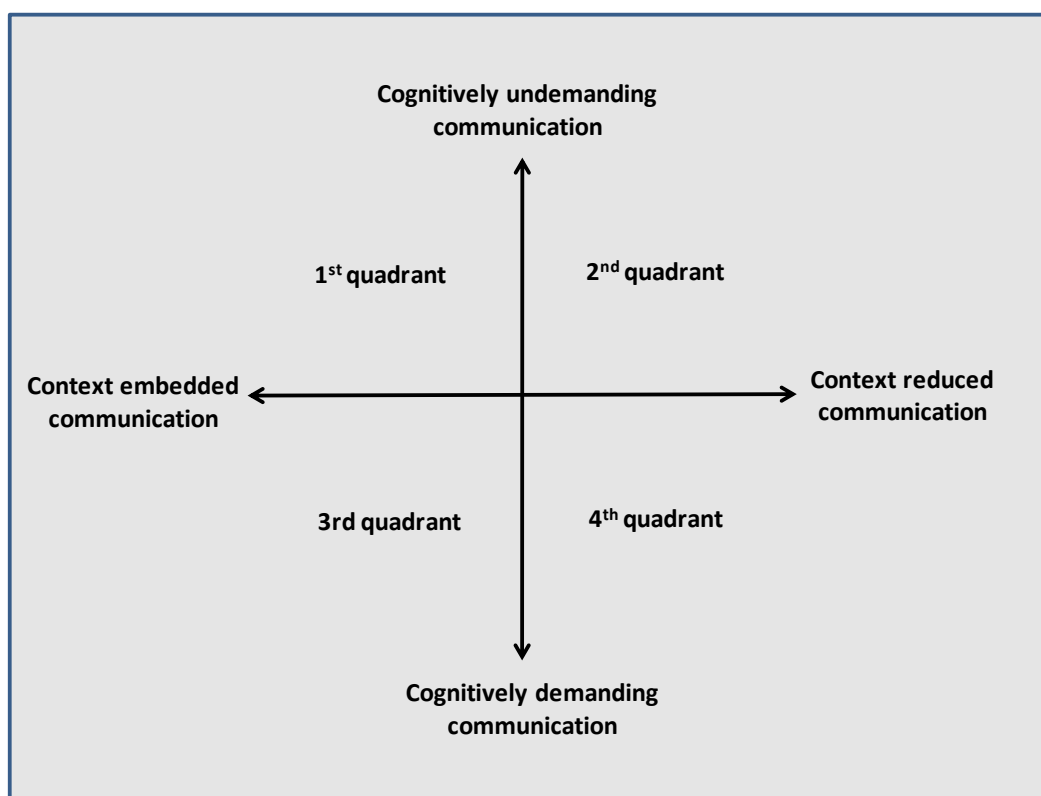 Cognitively undemanding
communication
1st quadrant
2nd quadrant
Context embedded
communication
Context reduced
communication
3rd quadrant
4th quadrant
Cognitively demanding
communication